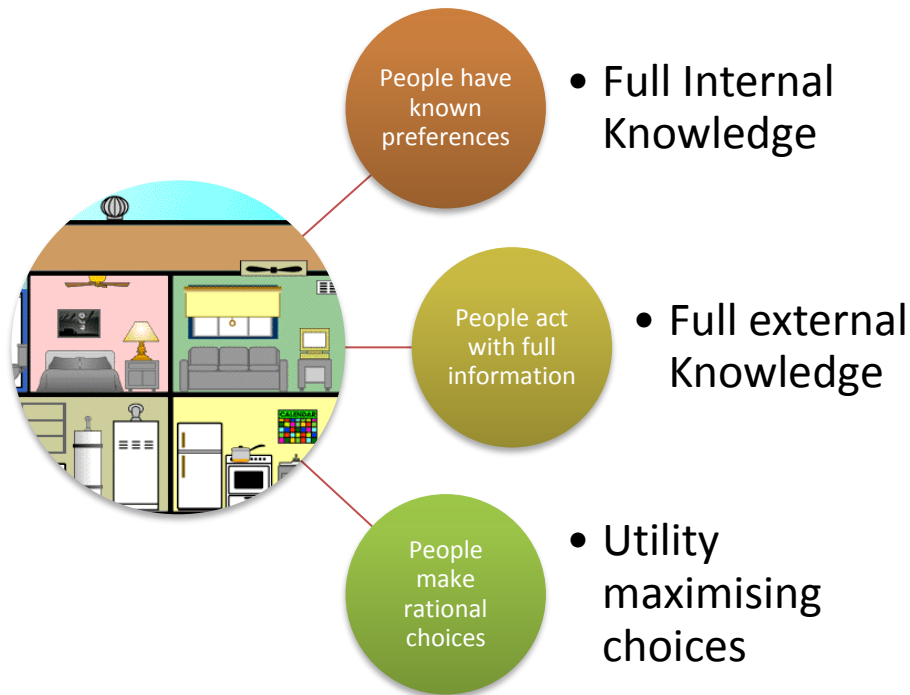 People have
known
preferences
• Full Internal
Knowledge
People act
with full
information
• Full external
Knowledge
CALENDAR
People
make
rational
choices
• Utility
maximising
choices